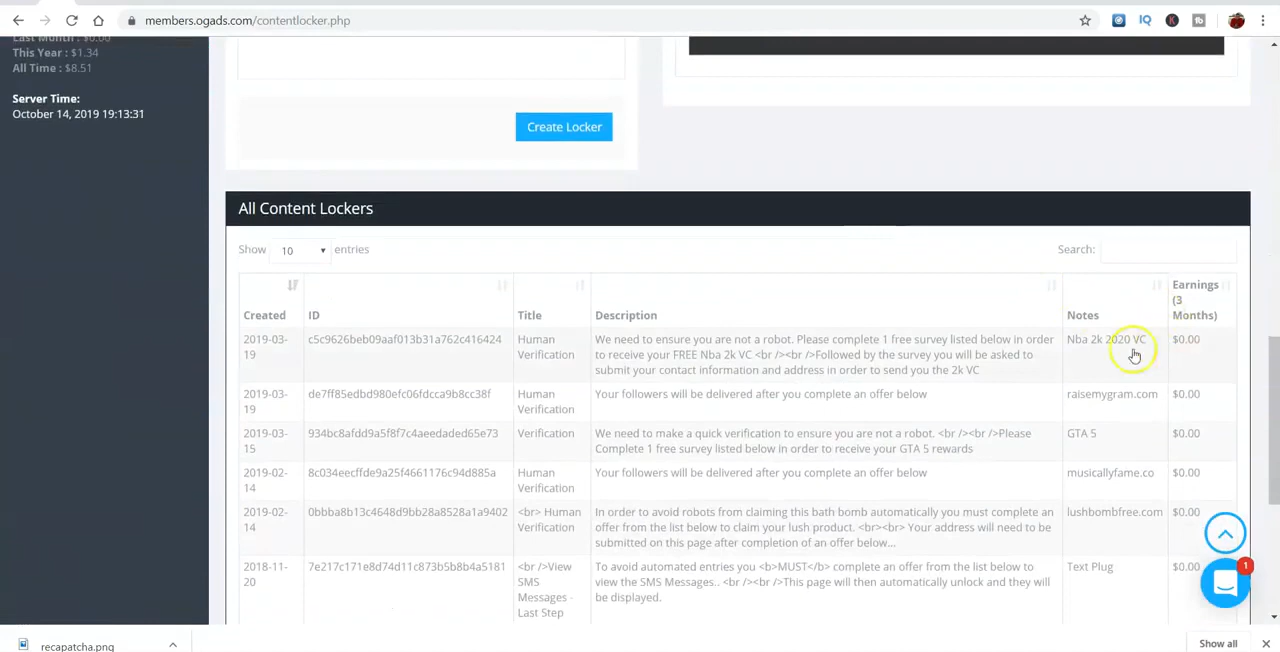 members.ogads.com/contentlocker.php
Last Month : $0.00
This Year : $1.34
All Time : $8.51
Server Time:
October 14, 2019 19:13:31
Create Locker
All Content Lockers
Show 10 entries
Search:
Created ID Title Description Notes Earnings (3 Months)
2019-03-19 c5c9626beb09aaf013b31a762c416424 Human Verification We need to ensure you are not a robot. Please complete 1 free survey listed below in order to receive your FREE Nba 2k VC <br /><br />Followed by the survey you will be asked to submit your contact information and address in order to send you the 2k VC Nba 2k 2020 VC $0.00
2019-03-19 de7ff85edbd980efc06fdcca9b8cc38f Human Verification Your followers will be delivered after you complete an offer below raisemygram.com $0.00
2019-03-15 934bc8afdd9a5f8f7c4aeedaded65e73 Verification We need to make a quick verification to ensure you are not a robot. <br /><br />Please Complete 1 free survey listed below in order to receive your GTA 5 rewards GTA 5 $0.00
2019-02-14 8c034eecffde9a25f4661176c94d885a Human Verification Your followers will be delivered after you complete an offer below musicallyfame.co $0.00
2019-02-14 0bbba8b13c4648d9bb28a8528a1a9402 <br> Human Verification In order to avoid robots from claiming this bath bomb automatically you must complete an offer from the list below to claim your lush product. <br><br> Your address will need to be submitted on this page after completion of an offer below... lushbombfree.com $0.00
2018-11-20 7e217c171e8d74d11c873b5b8b4a5181 <br />View SMS Messages - Last Step To avoid automated entries you <b>MUST</b> complete an offer from the list below to view the SMS Messages.. <br /><br />This page will then automatically unlock and they will be displayed. Text Plug $0.00
1
recapatcha.png
Show all